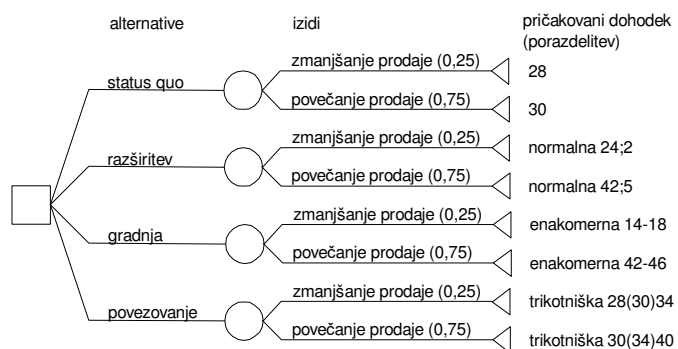 alternative izidi pričakovani dohodek
(porazdelitev)
zmanjšanje prodaje (0,25) 28
status quo
povečanje prodaje (0,75) 30
zmanjšanje prodaje (0,25) normalna 24;2
razširitev
povečanje prodaje (0,75) normalna 42;5
zmanjšanje prodaje (0,25) enakomerna 14-18
gradnja
povečanje prodaje (0,75) enakomerna 42-46
zmanjšanje prodaje (0,25) trikotniška 28(30)34
povezovanje
povečanje prodaje (0,75) trikotniška 30(34)40